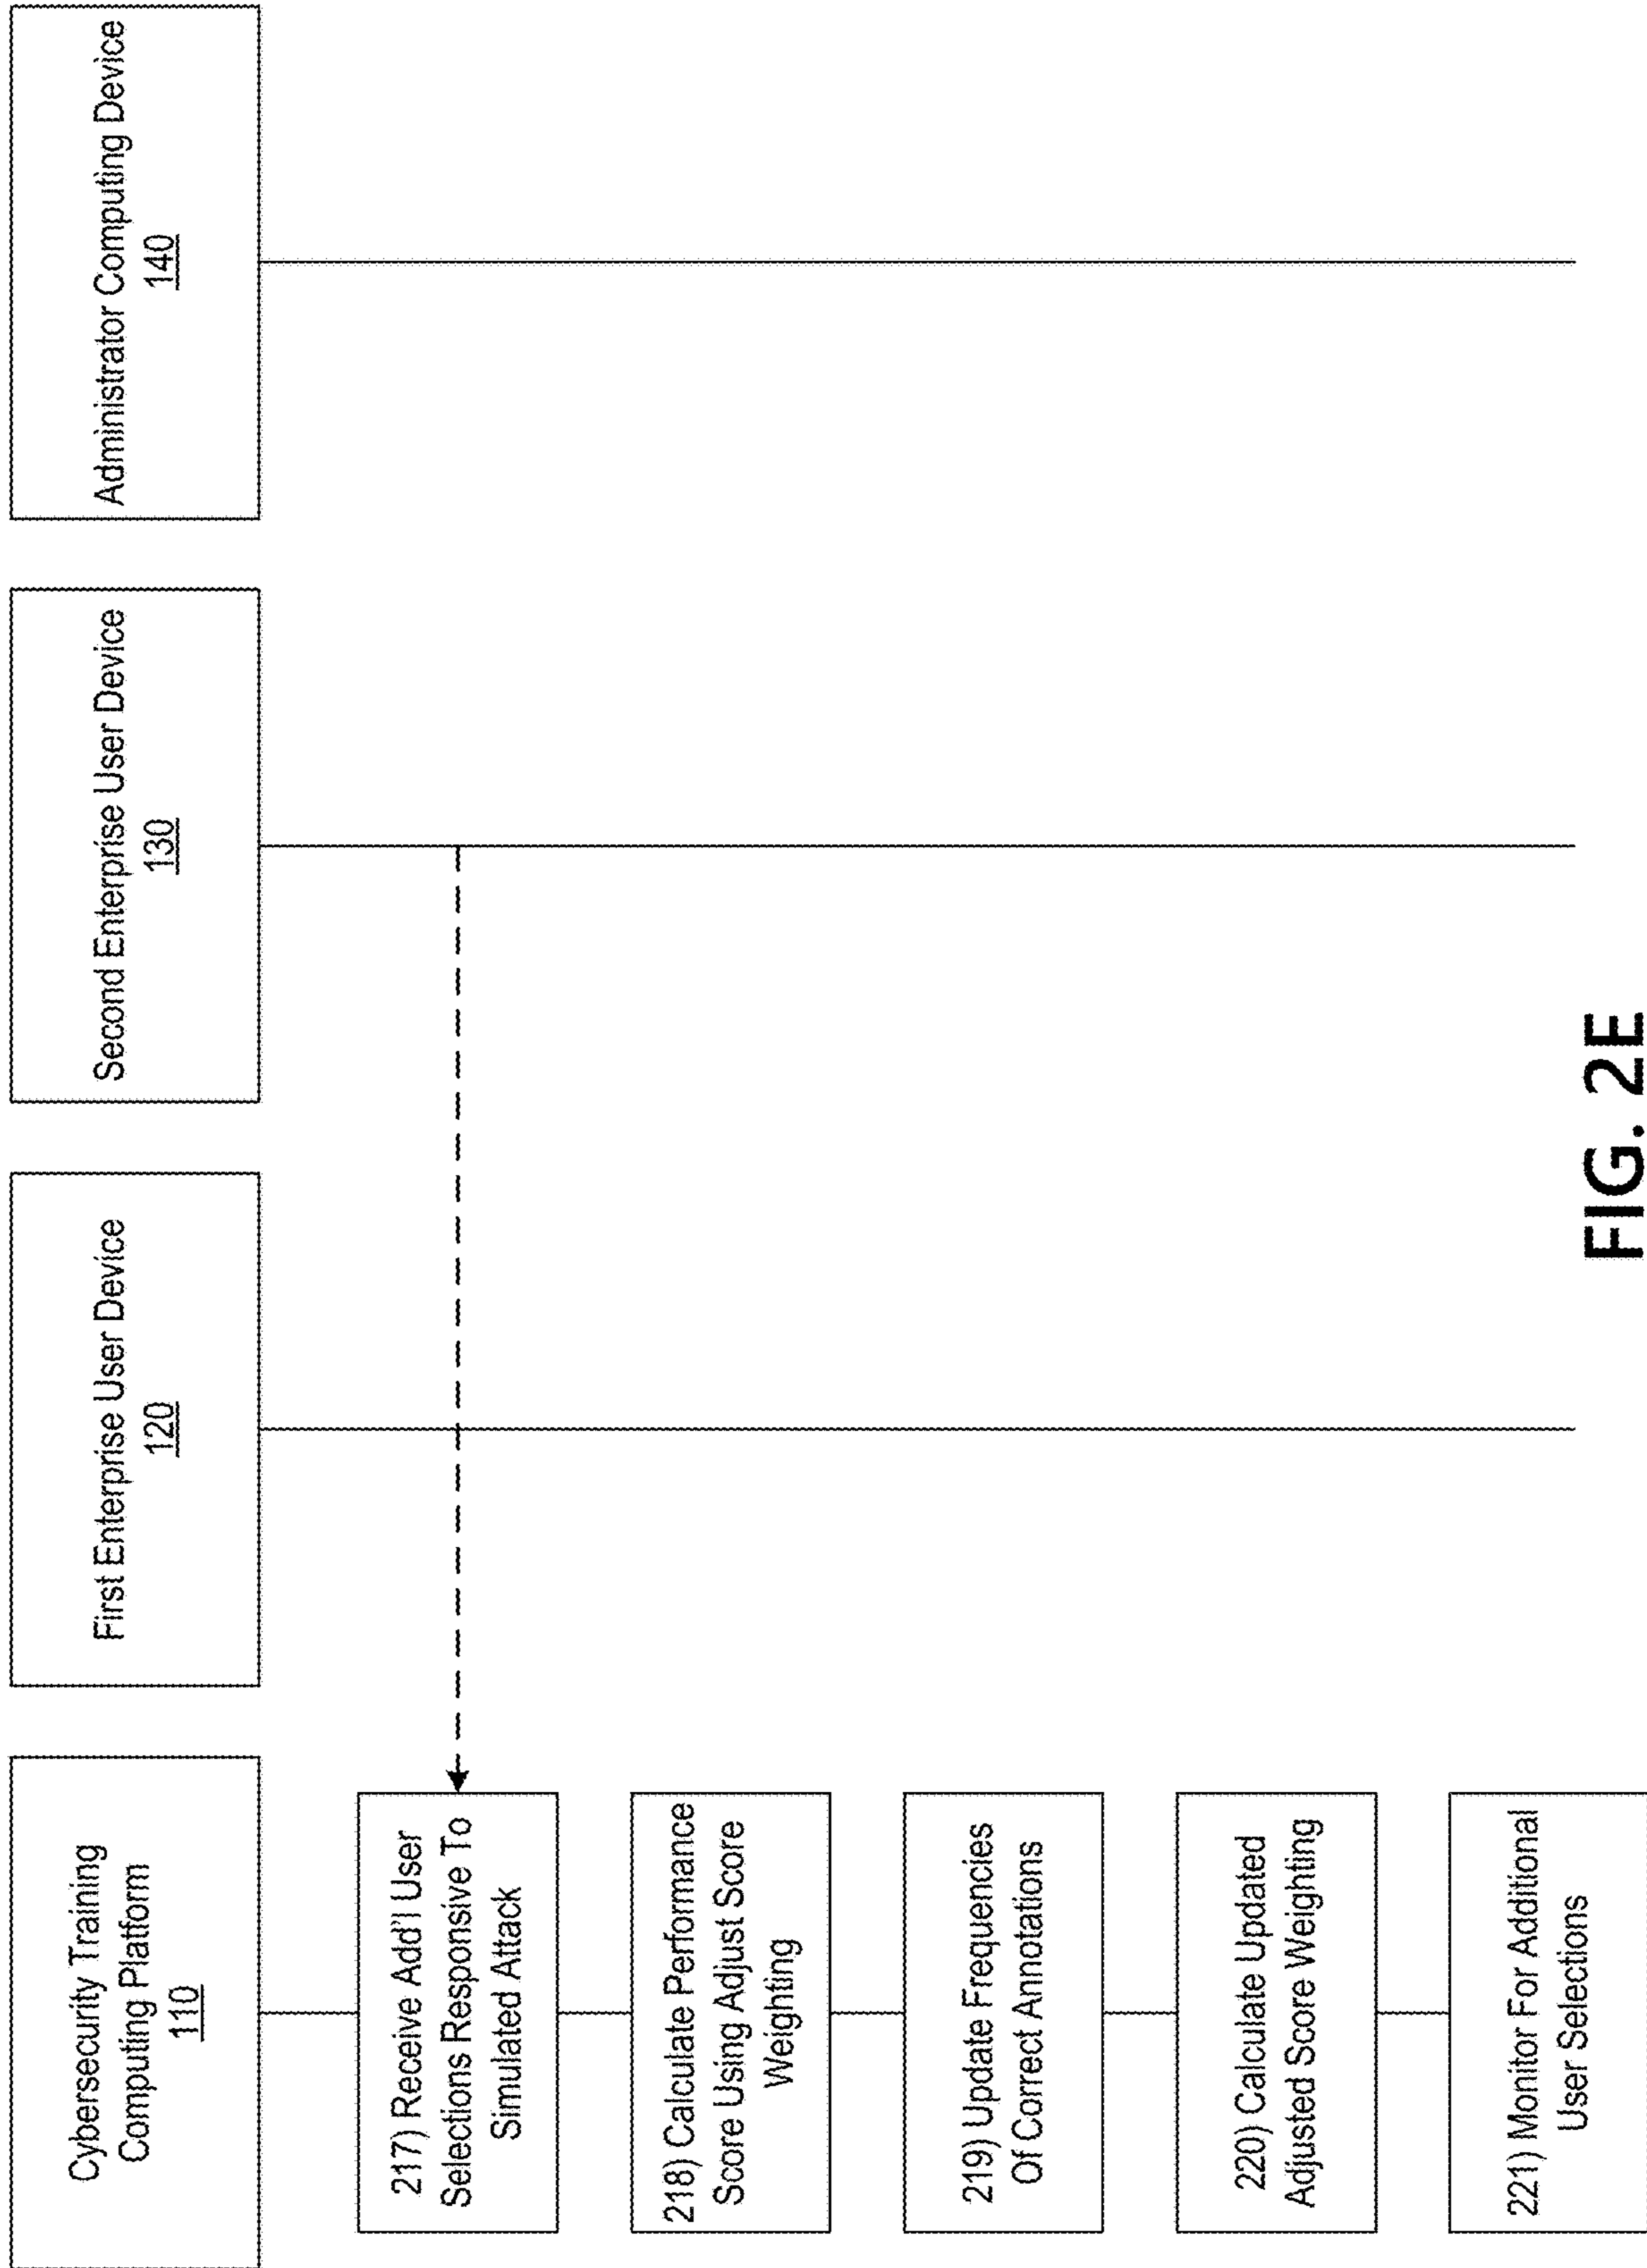 Cybersecurity Training
Computing Platform
110
First Enterprise User Device
120
Second Enterprise User Device
130
Administrator Computing Device
140
217) Receive Add'l User
Selections Responsive To
Simulated Attack
218) Calculate Performance
Score Using Adjust Score
Weighting
219) Update Frequencies
Of Correct Annotations
220) Calculate Updated
Adjusted Score Weighting
221) Monitor For Additional
User Selections
FIG. 2E